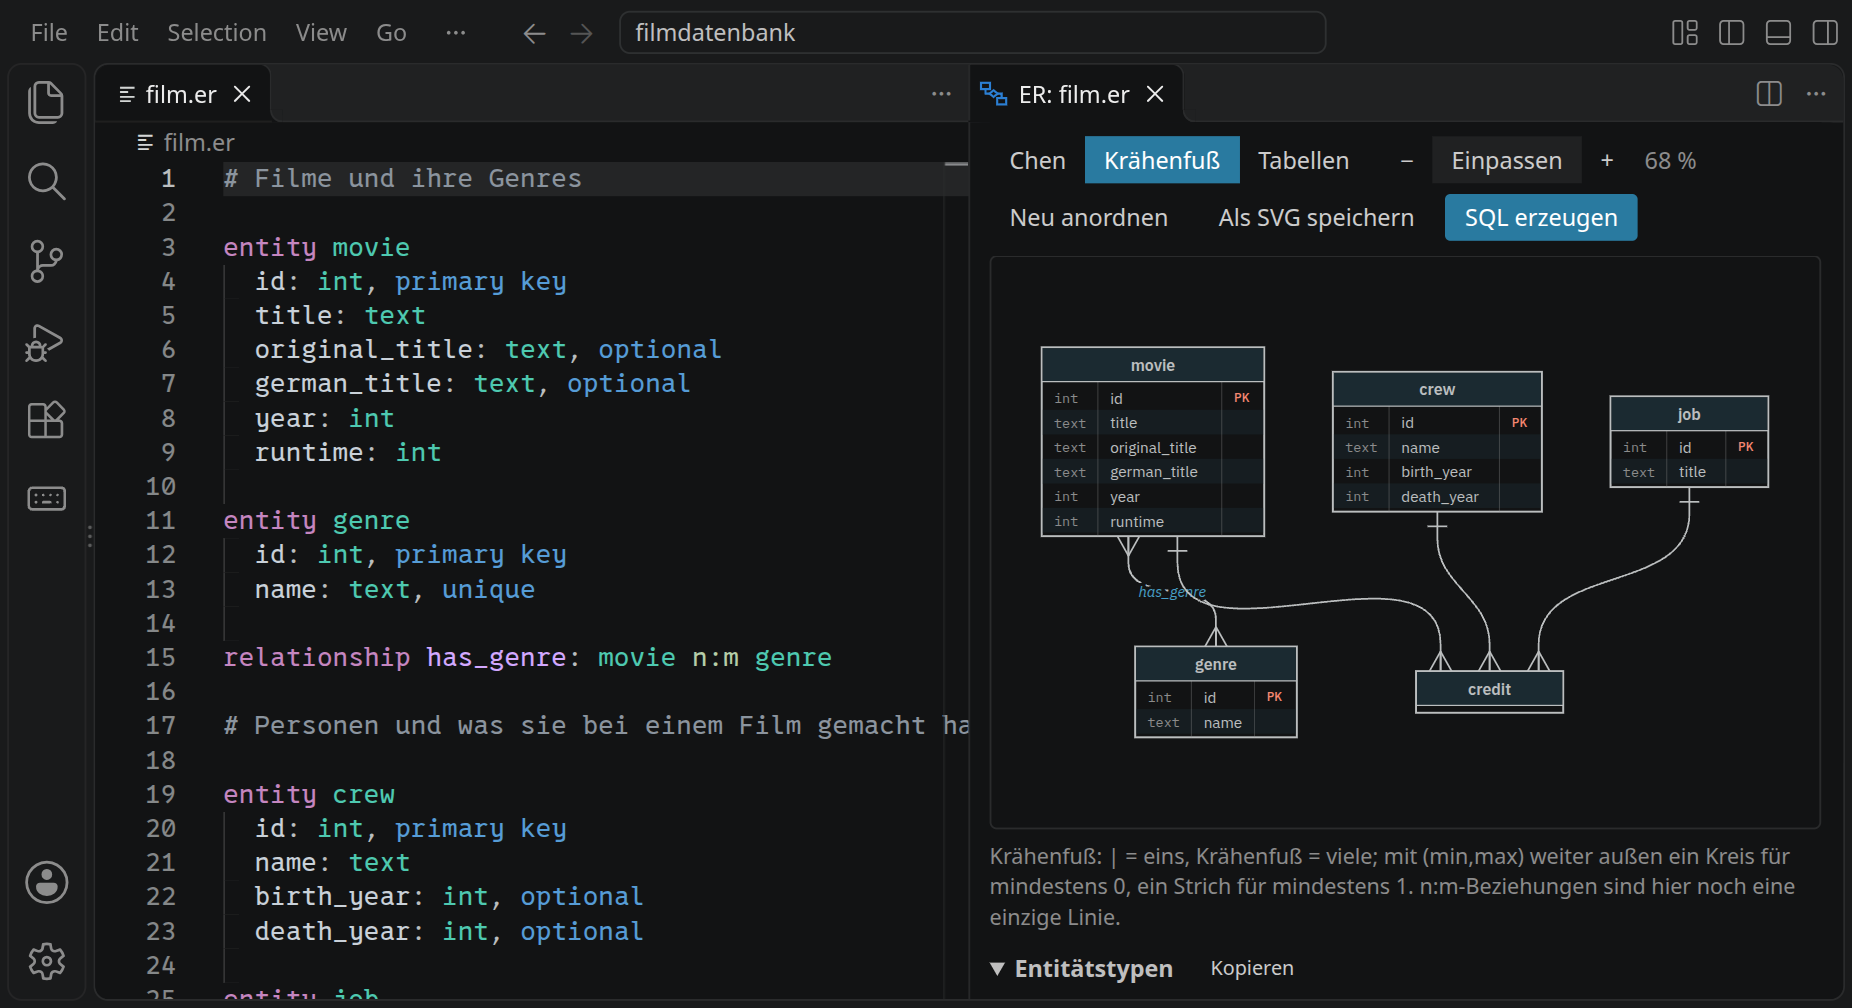 File Edit Selection View Go ··· ← → filmdatenbank
film.er
ER: film.er
film.er
1 # Filme und ihre Genres
2
3 entity movie
4 id: int, primary key
5 title: text
6 original_title: text, optional
7 german_title: text, optional
8 year: int
9 runtime: int
10
11 entity genre
12 id: int, primary key
13 name: text, unique
14
15 relationship has_genre: movie n:m genre
16
17 # Personen und was sie bei einem Film gemacht ha
18
19 entity crew
20 id: int, primary key
21 name: text
22 birth_year: int, optional
23 death_year: int, optional
24
25 entity job
Chen Krähenfuß Tabellen − Einpassen + 68 %
Neu anordnen Als SVG speichern SQL erzeugen
movie
int id PK
text title
text original_title
text german_title
int year
int runtime
crew
int id PK
text name
int birth_year
int death_year
job
int id PK
text title
has_genre
genre
int id PK
text name
credit
Krähenfuß: | = eins, Krähenfuß = viele; mit (min,max) weiter außen ein Kreis für
mindestens 0, ein Strich für mindestens 1. n:m-Beziehungen sind hier noch eine
einzige Linie.
▼ Entitätstypen Kopieren